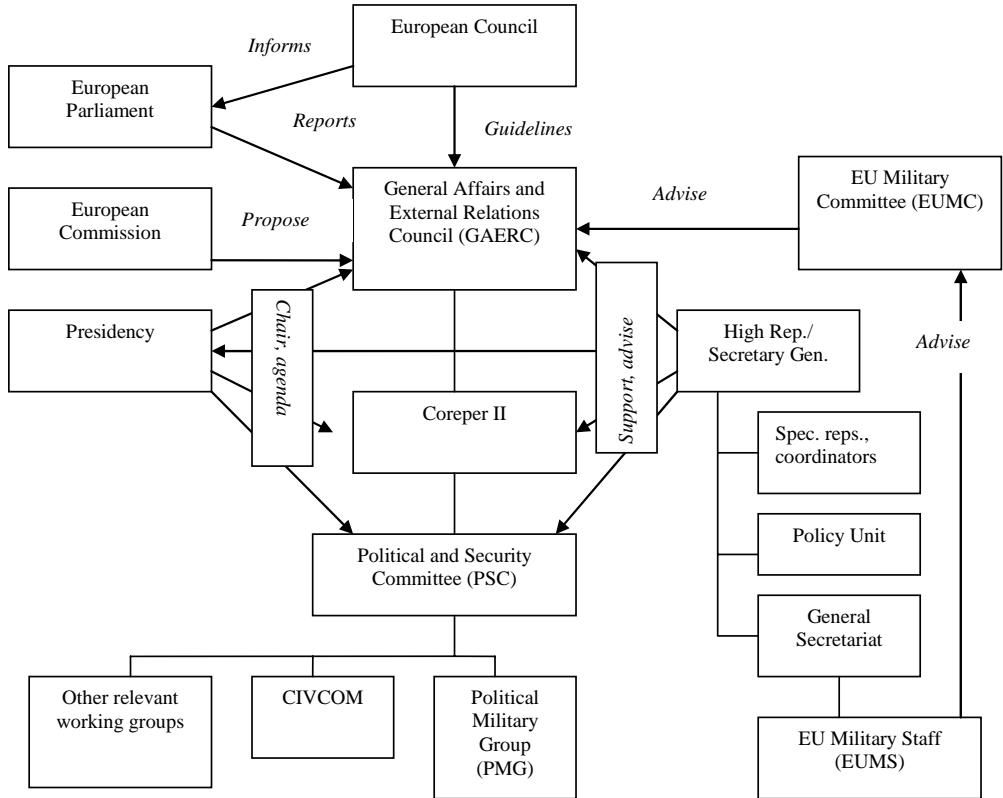 European Council
Informs
European
Parliament
Reports
Guidelines
General Affairs and
External Relations
Council (GAERC)
Advise
EU Military
Committee (EUMC)
European
Commission
Propose
Presidency
Chair, agenda
Support, advise
High Rep./
Secretary Gen.
Advise
Coreper II
Spec. reps.,
coordinators
Policy Unit
Political and Security
Committee (PSC)
General
Secretariat
Other relevant
working groups
CIVCOM
Political
Military
Group
(PMG)
EU Military Staff
(EUMS)